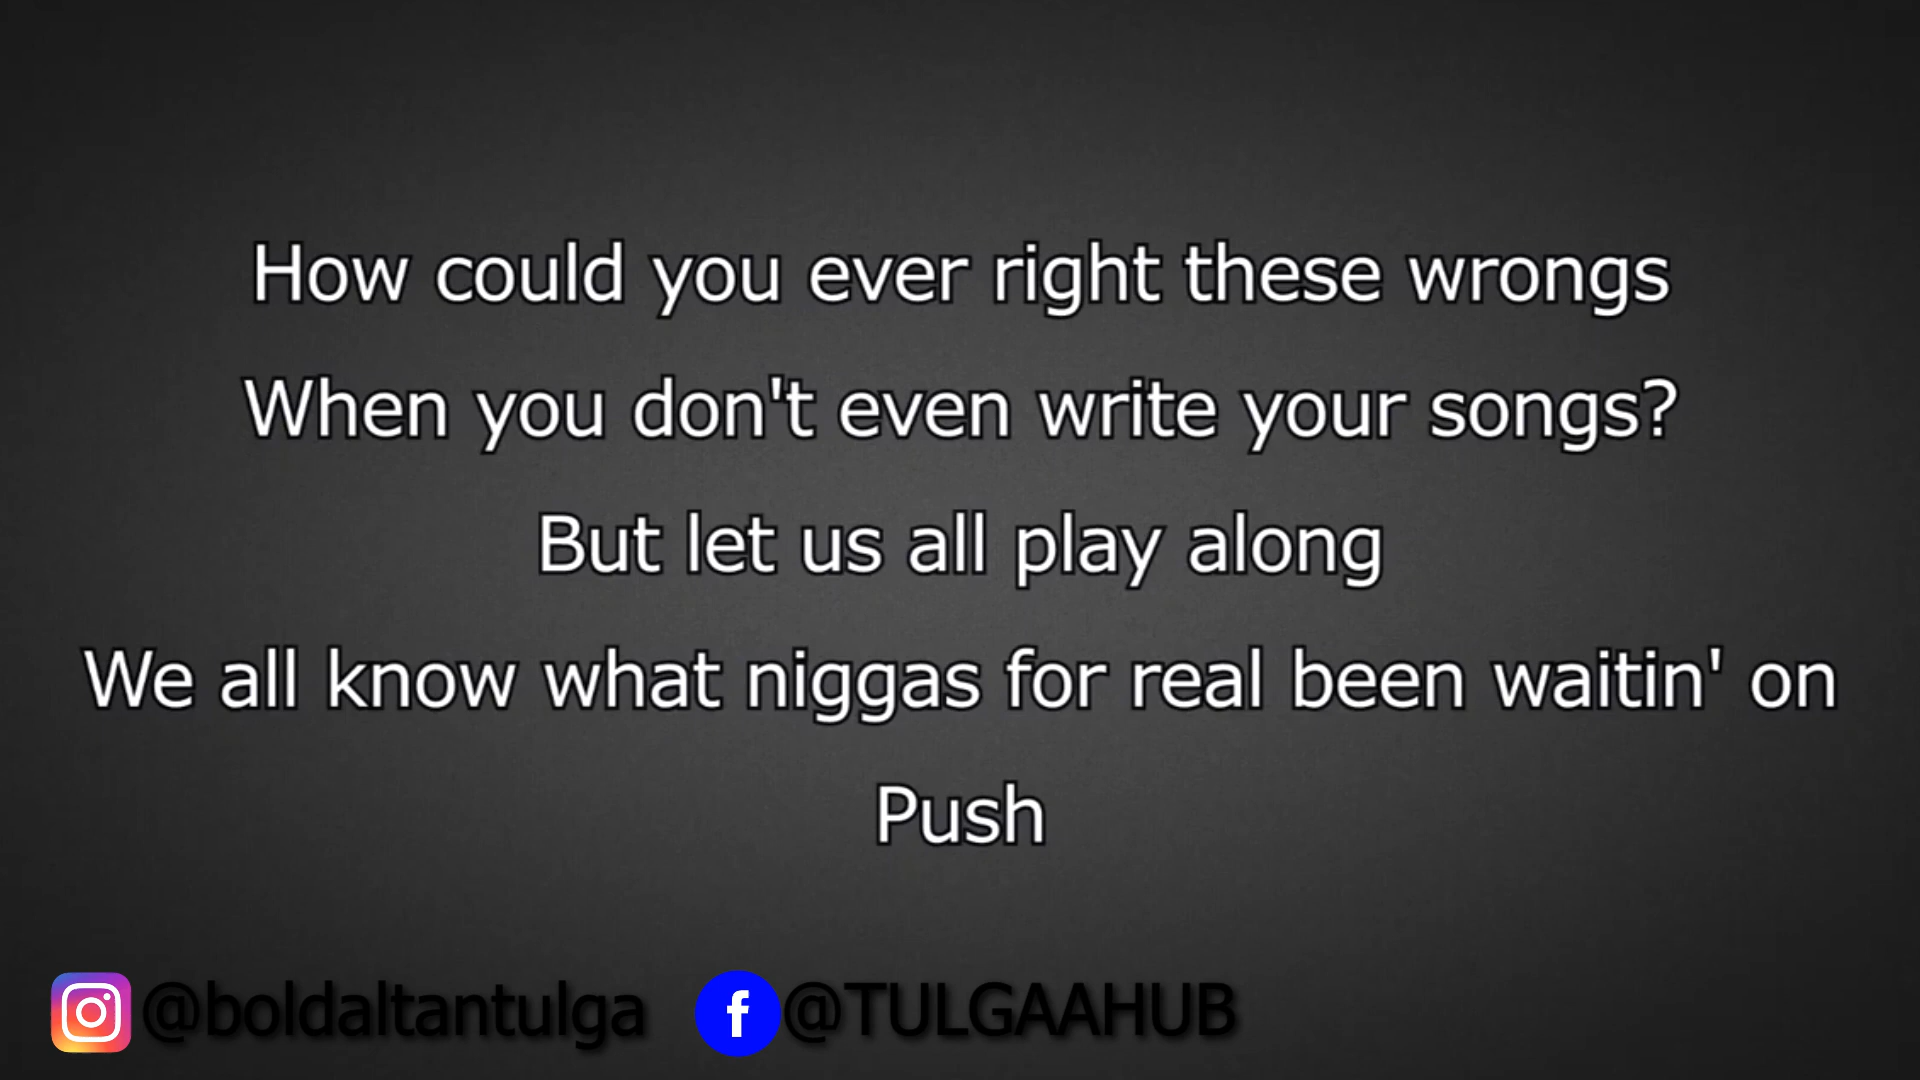 How could you ever right these wrongs
When you don't even write your songs?
But let us all play along
We all know what niggas for real been waitin' on
Push
@boldaltantulga @TULGAAHUB